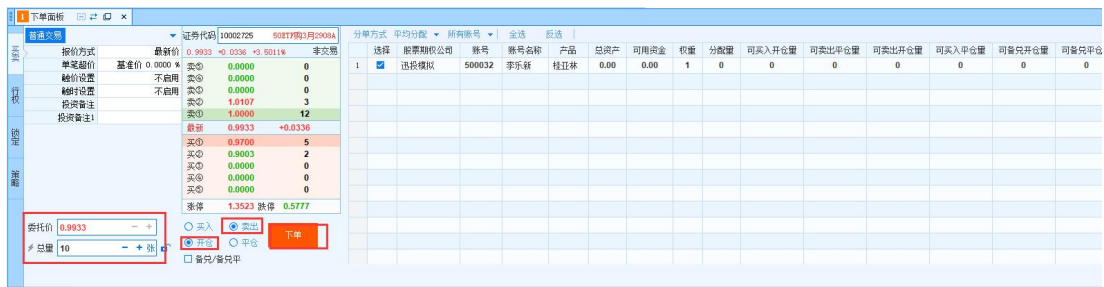 1 下单面板
普通交易 证券代码 10002725 50ETF购3月2908A 分单方式 平均分配 所有账号 全选 反选
买卖 行权 锁定 策略
报价方式 最新价
单笔超价 基准价 0.0000 %
触价设置 不启用
触时设置 不启用
投资备注
投资备注1
0.9933 +0.0336 +3.5011% 非交易
卖⑤ 0.0000 0
卖④ 0.0000 0
卖③ 0.0000 0
卖② 1.0107 3
卖① 1.0000 12
最新 0.9933 +0.0336
买① 0.9700 5
买② 0.9003 2
买③ 0.0000 0
买④ 0.0000 0
买⑤ 0.0000 0
涨停 1.3523 跌停 0.5777
选择 股票期权公司 账号 账号名称 产品 总资产 可用资金 权重 分配量 可买入开仓量 可卖出平仓量 可卖出开仓量 可买入平仓量 可备兑开仓量 可备兑平仓
1 迅投模拟 500032 李乐新 桂亚林 0.00 0.00 1 0 0 0 0 0 0 0
委托价 0.9933 - +
总量 10 - + 张
买入 卖出
开仓 平仓
备兑/备兑平
下单